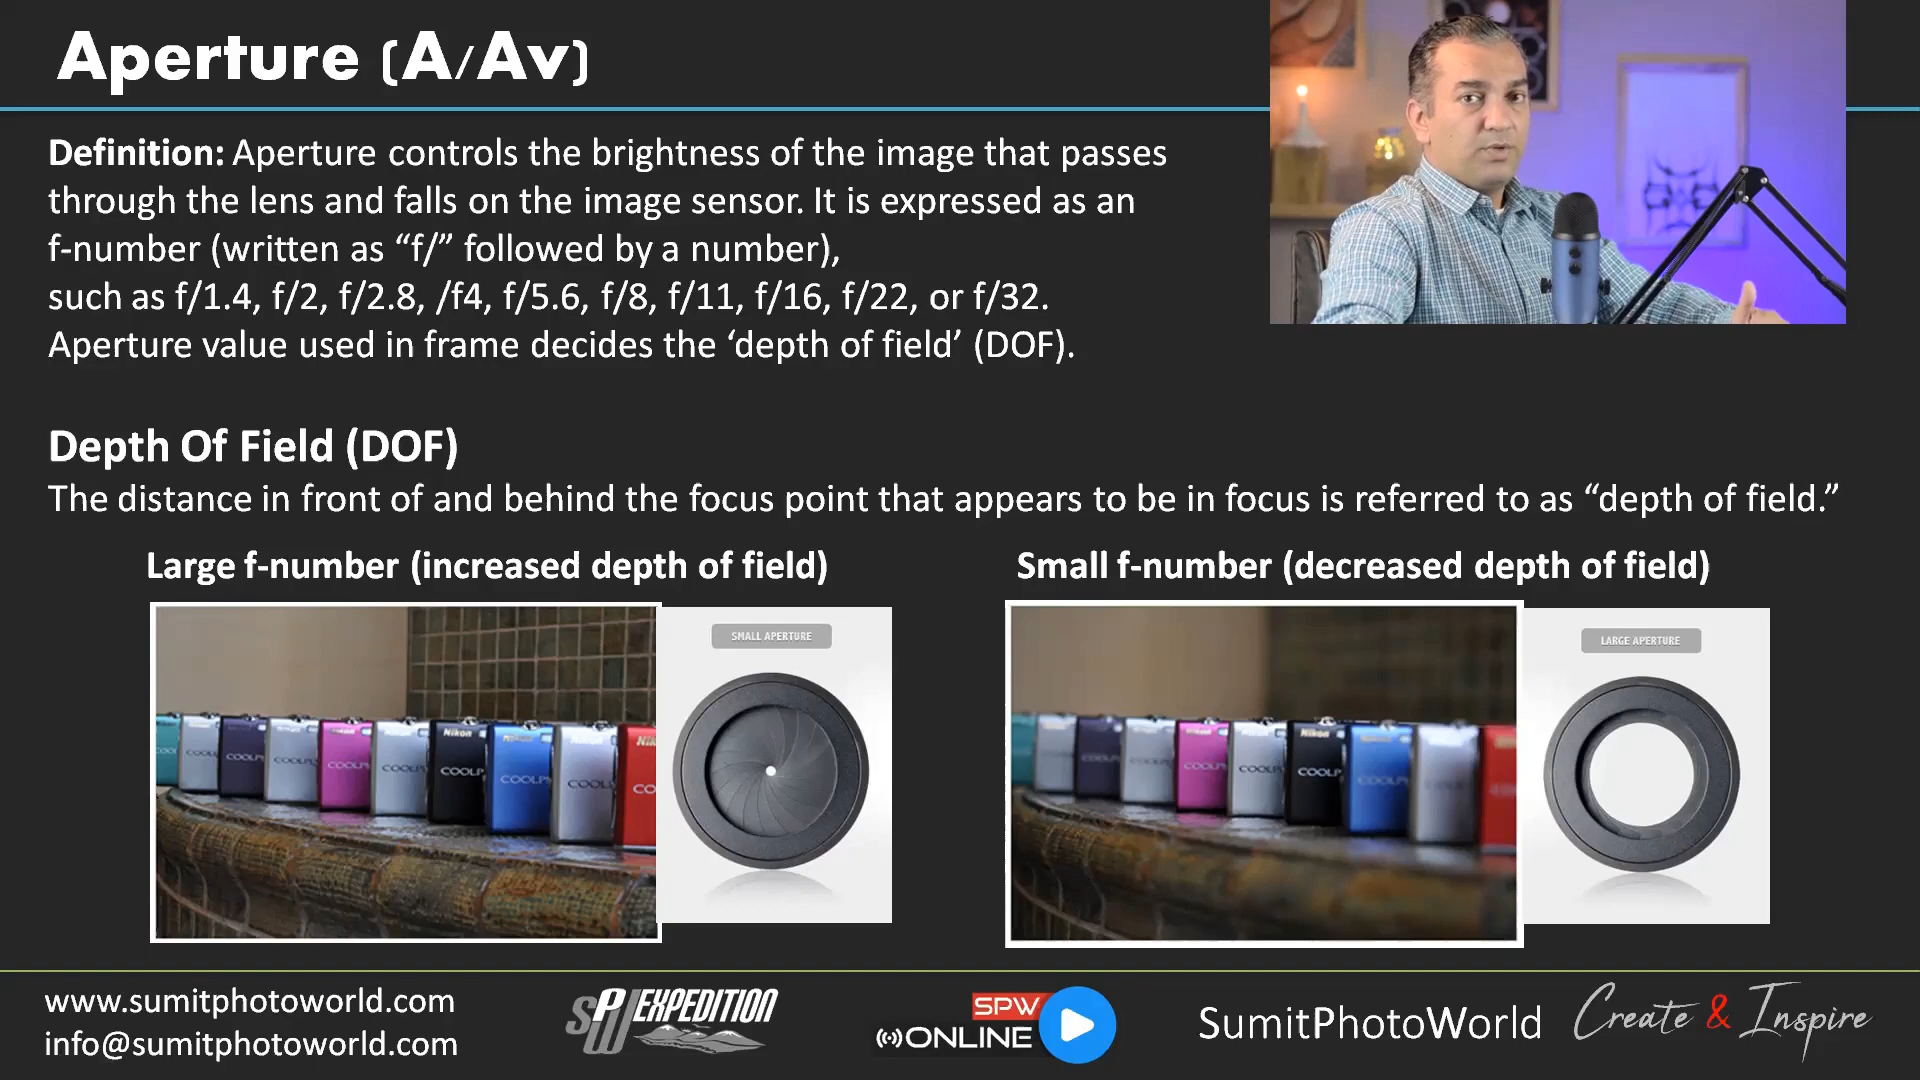 Aperture (A/Av)
Definition: Aperture controls the brightness of the image that passes
through the lens and falls on the image sensor. It is expressed as an
f-number (written as “f/” followed by a number),
such as f/1.4, f/2, f/2.8, /f4, f/5.6, f/8, f/11, f/16, f/22, or f/32.
Aperture value used in frame decides the ‘depth of field’ (DOF).
Depth Of Field (DOF)
The distance in front of and behind the focus point that appears to be in focus is referred to as “depth of field.”
Large f-number (increased depth of field)
Small f-number (decreased depth of field)
SMALL APERTURE
Nikon
COOLP
COOLP
LARGE APERTURE
Nikon
COOLP
www.sumitphotoworld.com
info@sumitphotoworld.com
SPW EXPEDITION
SPW
ONLINE
SumitPhotoWorld
Create & Inspire